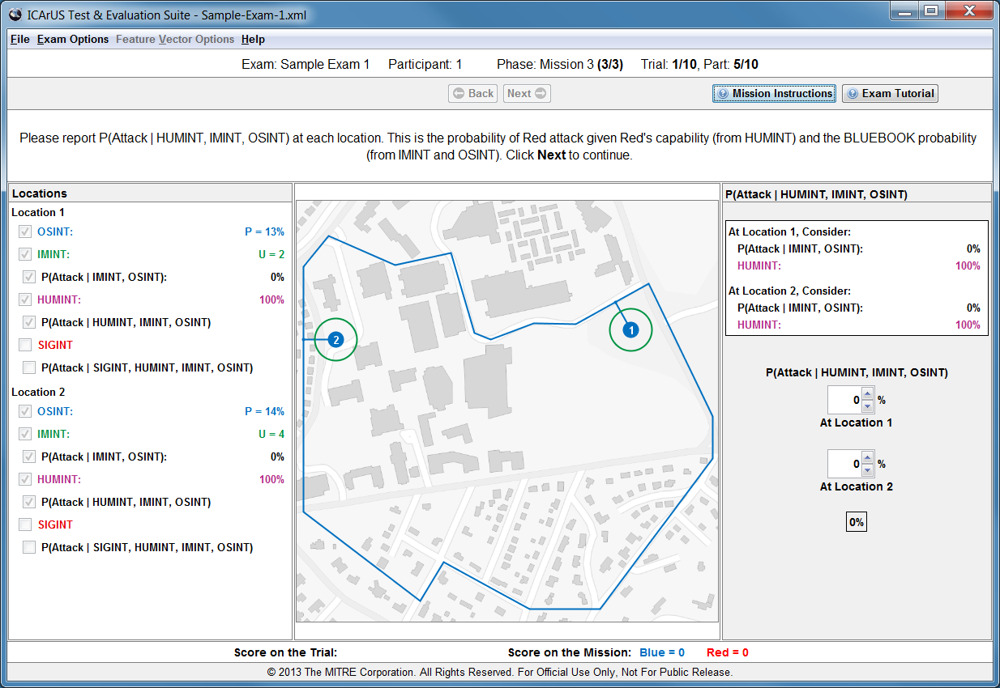 ICArUS Test & Evaluation Suite - Sample-Exam-1.xml
File Exam Options Feature Vector Options Help
Exam: Sample Exam 1 Participant: 1 Phase: Mission 3 (3/3) Trial: 1/10, Part: 5/10
Back Next Mission Instructions Exam Tutorial
Please report P(Attack | HUMINT, IMINT, OSINT) at each location. This is the probability of Red attack given Red's capability (from HUMINT) and the BLUEBOOK probability
(from IMINT and OSINT). Click Next to continue.
Locations
Location 1
OSINT: P = 13%
IMINT: U = 2
P(Attack | IMINT, OSINT): 0%
HUMINT: 100%
P(Attack | HUMINT, IMINT, OSINT)
SIGINT
P(Attack | SIGINT, HUMINT, IMINT, OSINT)
Location 2
OSINT: P = 14%
IMINT: U = 4
P(Attack | IMINT, OSINT): 0%
HUMINT: 100%
P(Attack | HUMINT, IMINT, OSINT)
SIGINT
P(Attack | SIGINT, HUMINT, IMINT, OSINT)
1
2
P(Attack | HUMINT, IMINT, OSINT)
At Location 1, Consider:
P(Attack | IMINT, OSINT): 0%
HUMINT: 100%
At Location 2, Consider:
P(Attack | IMINT, OSINT): 0%
HUMINT: 100%
P(Attack | HUMINT, IMINT, OSINT)
0 %
At Location 1
0 %
At Location 2
0%
Score on the Trial: Score on the Mission: Blue = 0 Red = 0
© 2013 The MITRE Corporation. All Rights Reserved. For Official Use Only, Not For Public Release.